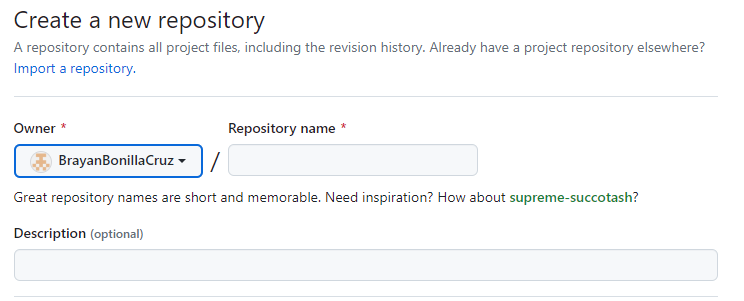 Create a new repository
A repository contains all project files, including the revision history. Already have a project repository elsewhere?
Import a repository.
Owner * Repository name *
BrayanBonillaCruz /
Great repository names are short and memorable. Need inspiration? How about supreme-succotash?
Description (optional)